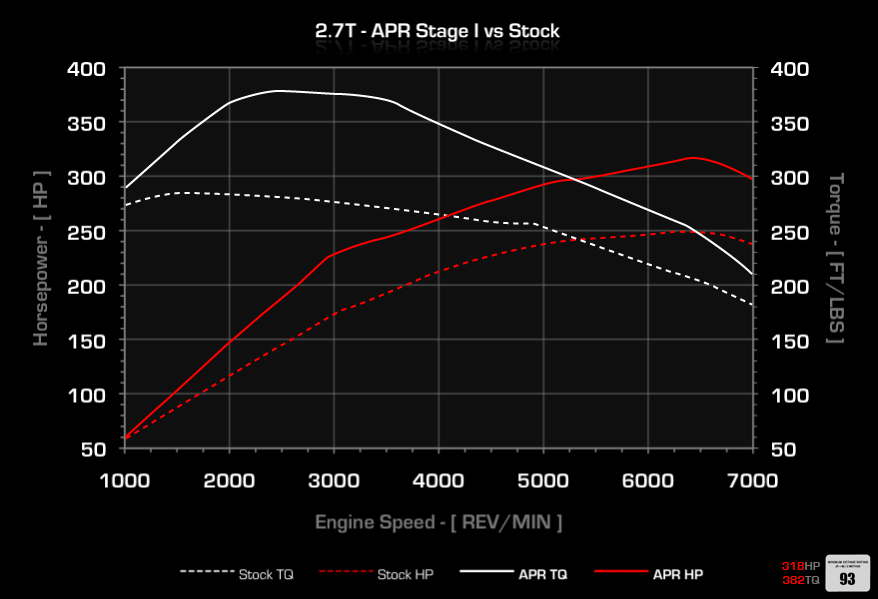 2.7T - APR Stage I vs Stock
400 400
350 350
300 300
250 250
200 200
150 150
100 100
50 50
Horsepower - [ HP ]
Torque - [ FT/LBS ]
1000 2000 3000 4000 5000 6000 7000
Engine Speed - [ REV/MIN ]
Stock TQ Stock HP APR TQ APR HP
318HP
382TQ
93